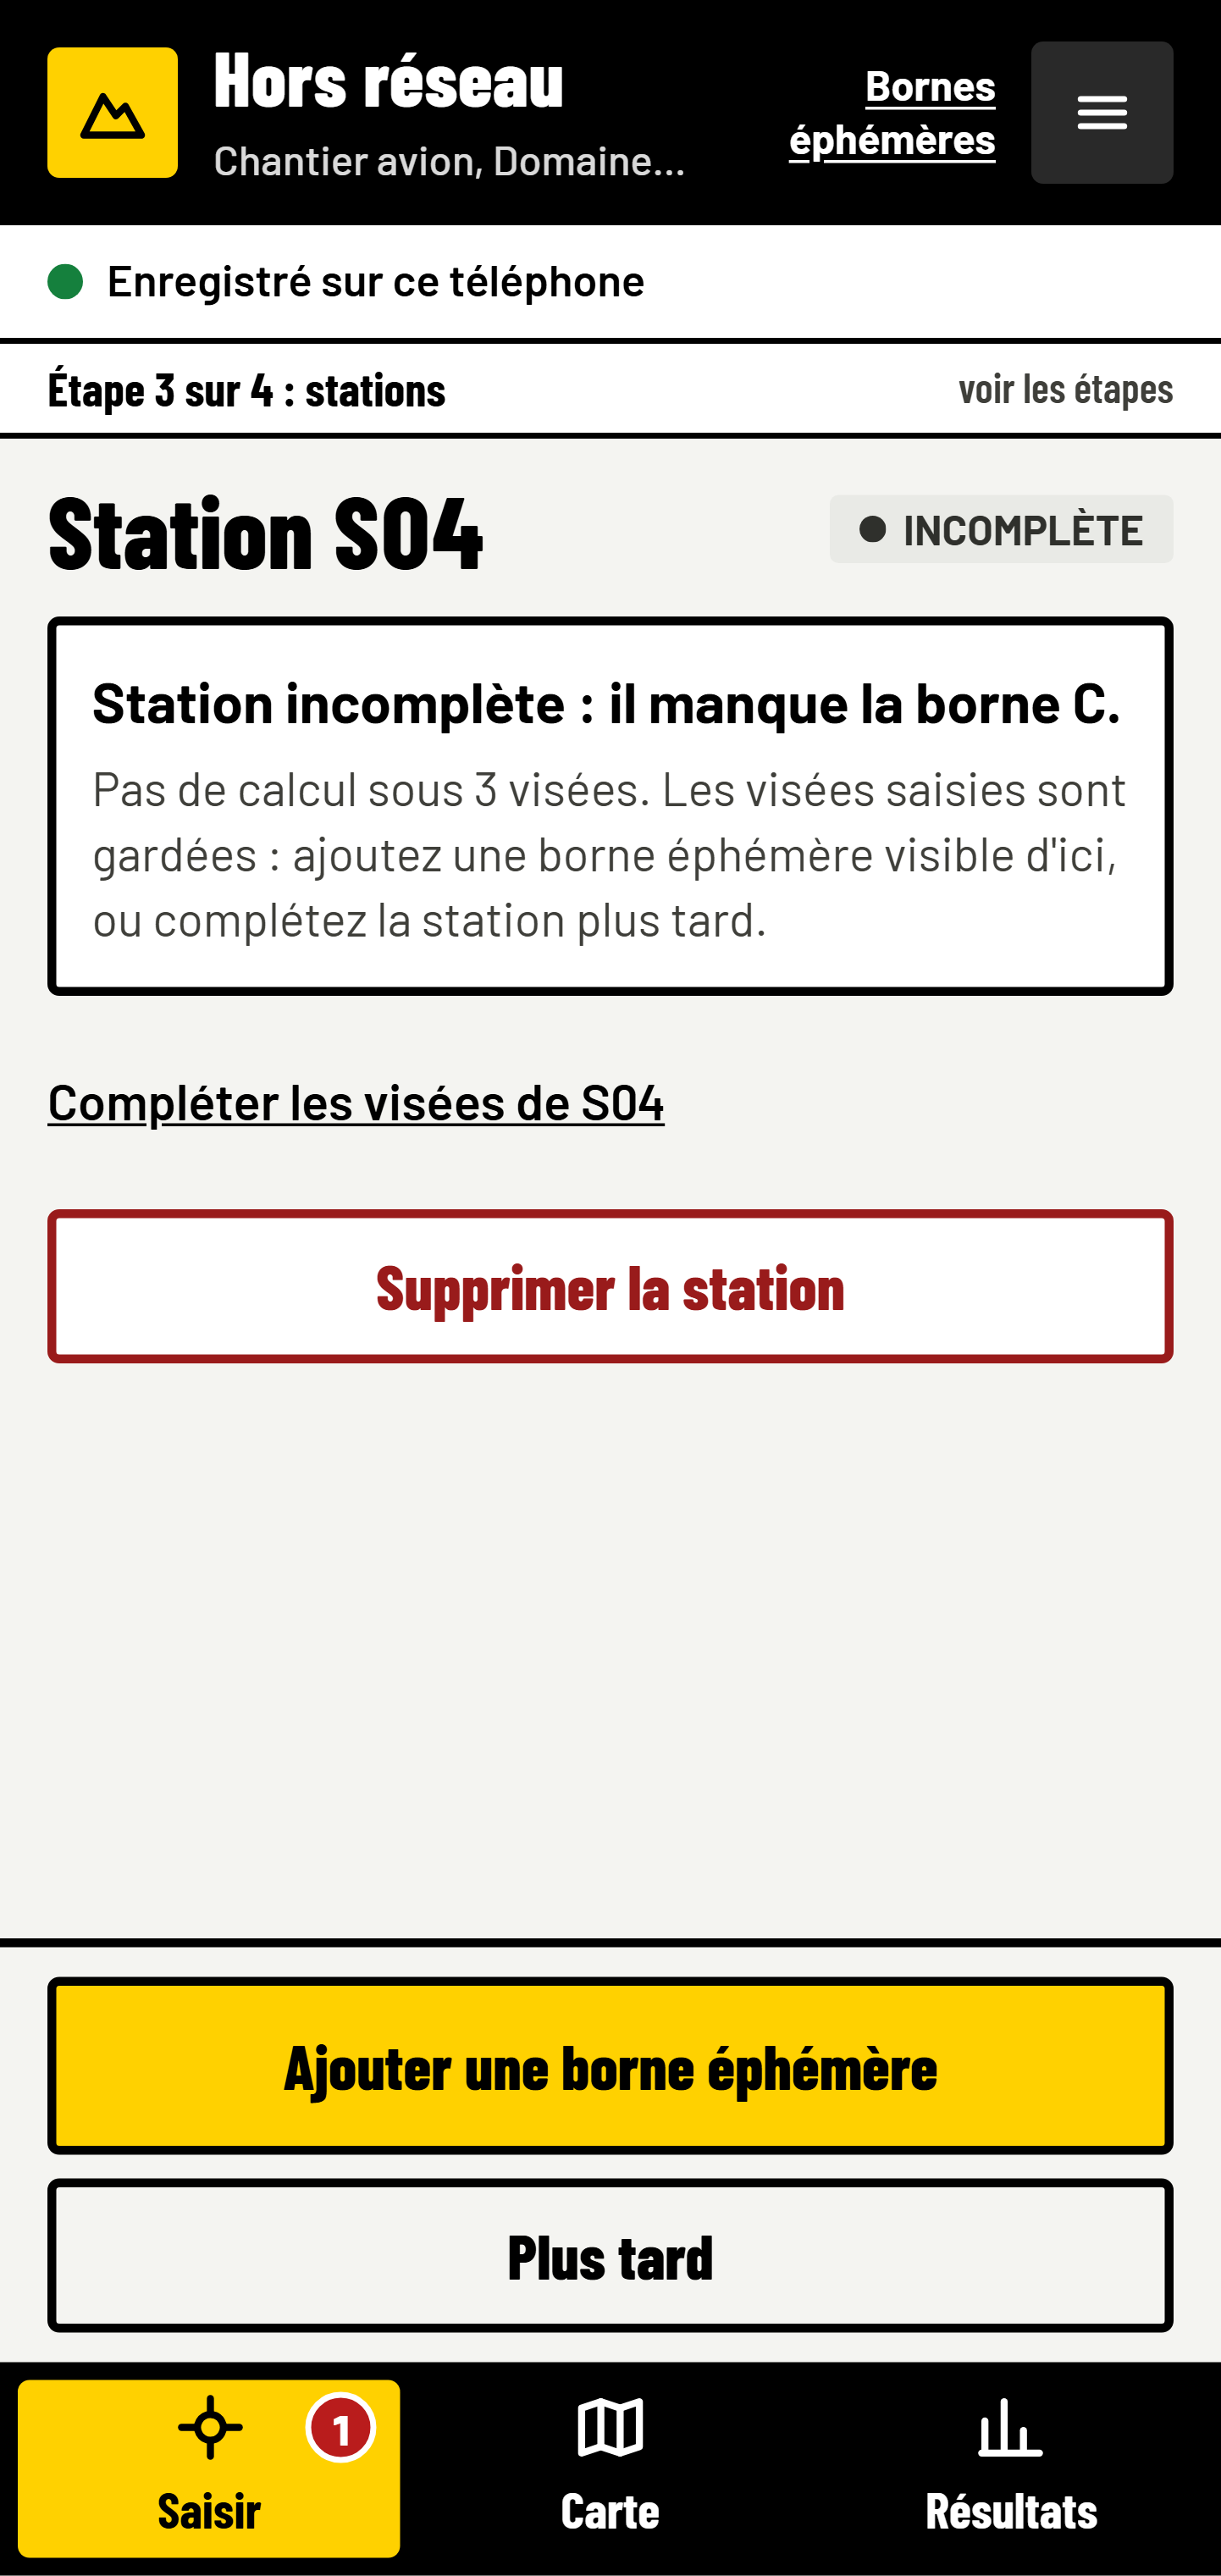 Hors réseau
Chantier avion, Domaine...
Bornes
éphémères
Enregistré sur ce téléphone
Étape 3 sur 4 : stations
voir les étapes
Station S04
INCOMPLÈTE
Station incomplète : il manque la borne C.
Pas de calcul sous 3 visées. Les visées saisies sont
gardées : ajoutez une borne éphémère visible d'ici,
ou complétez la station plus tard.
Compléter les visées de S04
Supprimer la station
Ajouter une borne éphémère
Plus tard
1
Saisir
Carte
Résultats